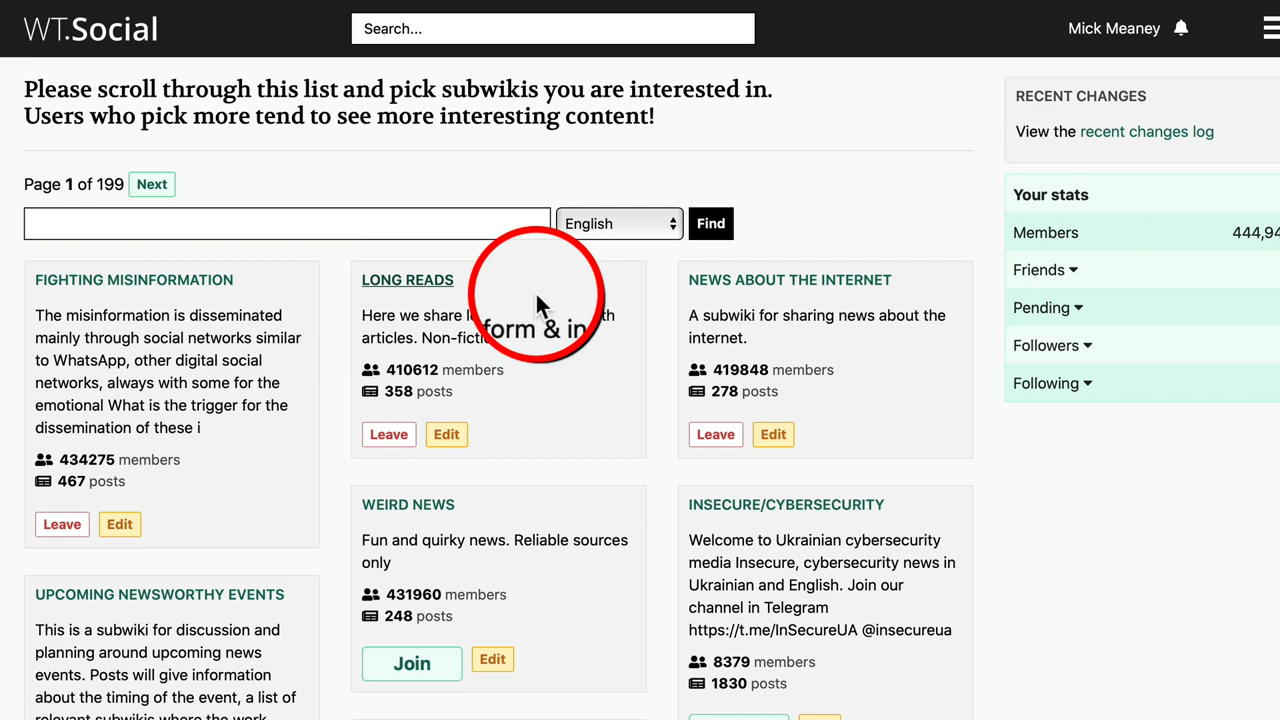 WT.Social
Search...
Mick Meaney
Please scroll through this list and pick subwikis you are interested in.
Users who pick more tend to see more interesting content!
Page 1 of 199 Next
English
Find
FIGHTING MISINFORMATION
The misinformation is disseminated
mainly through social networks similar
to WhatsApp, other digital social
networks, always with some for the
emotional What is the trigger for the
dissemination of these i
434275 members
467 posts
Leave Edit
UPCOMING NEWSWORTHY EVENTS
This is a subwiki for discussion and
planning around upcoming news
events. Posts will give information
about the timing of the event, a list of
relevant subwikis where the work
LONG READS
Here we share
form & in
articles.
410612 members
358 posts
Leave Edit
WEIRD NEWS
Fun and quirky news. Reliable sources
only
431960 members
248 posts
Join Edit
NEWS ABOUT THE INTERNET
A subwiki for sharing news about the
internet.
419848 members
278 posts
Leave Edit
INSECURE/CYBERSECURITY
Welcome to Ukrainian cybersecurity
media Insecure, cybersecurity news in
Ukrainian and English. Join our
channel in Telegram
https://t.me/InSecureUA @insecureua
8379 members
1830 posts
RECENT CHANGES
View the recent changes log
Your stats
Members 444,94
Friends
Pending
Followers
Following